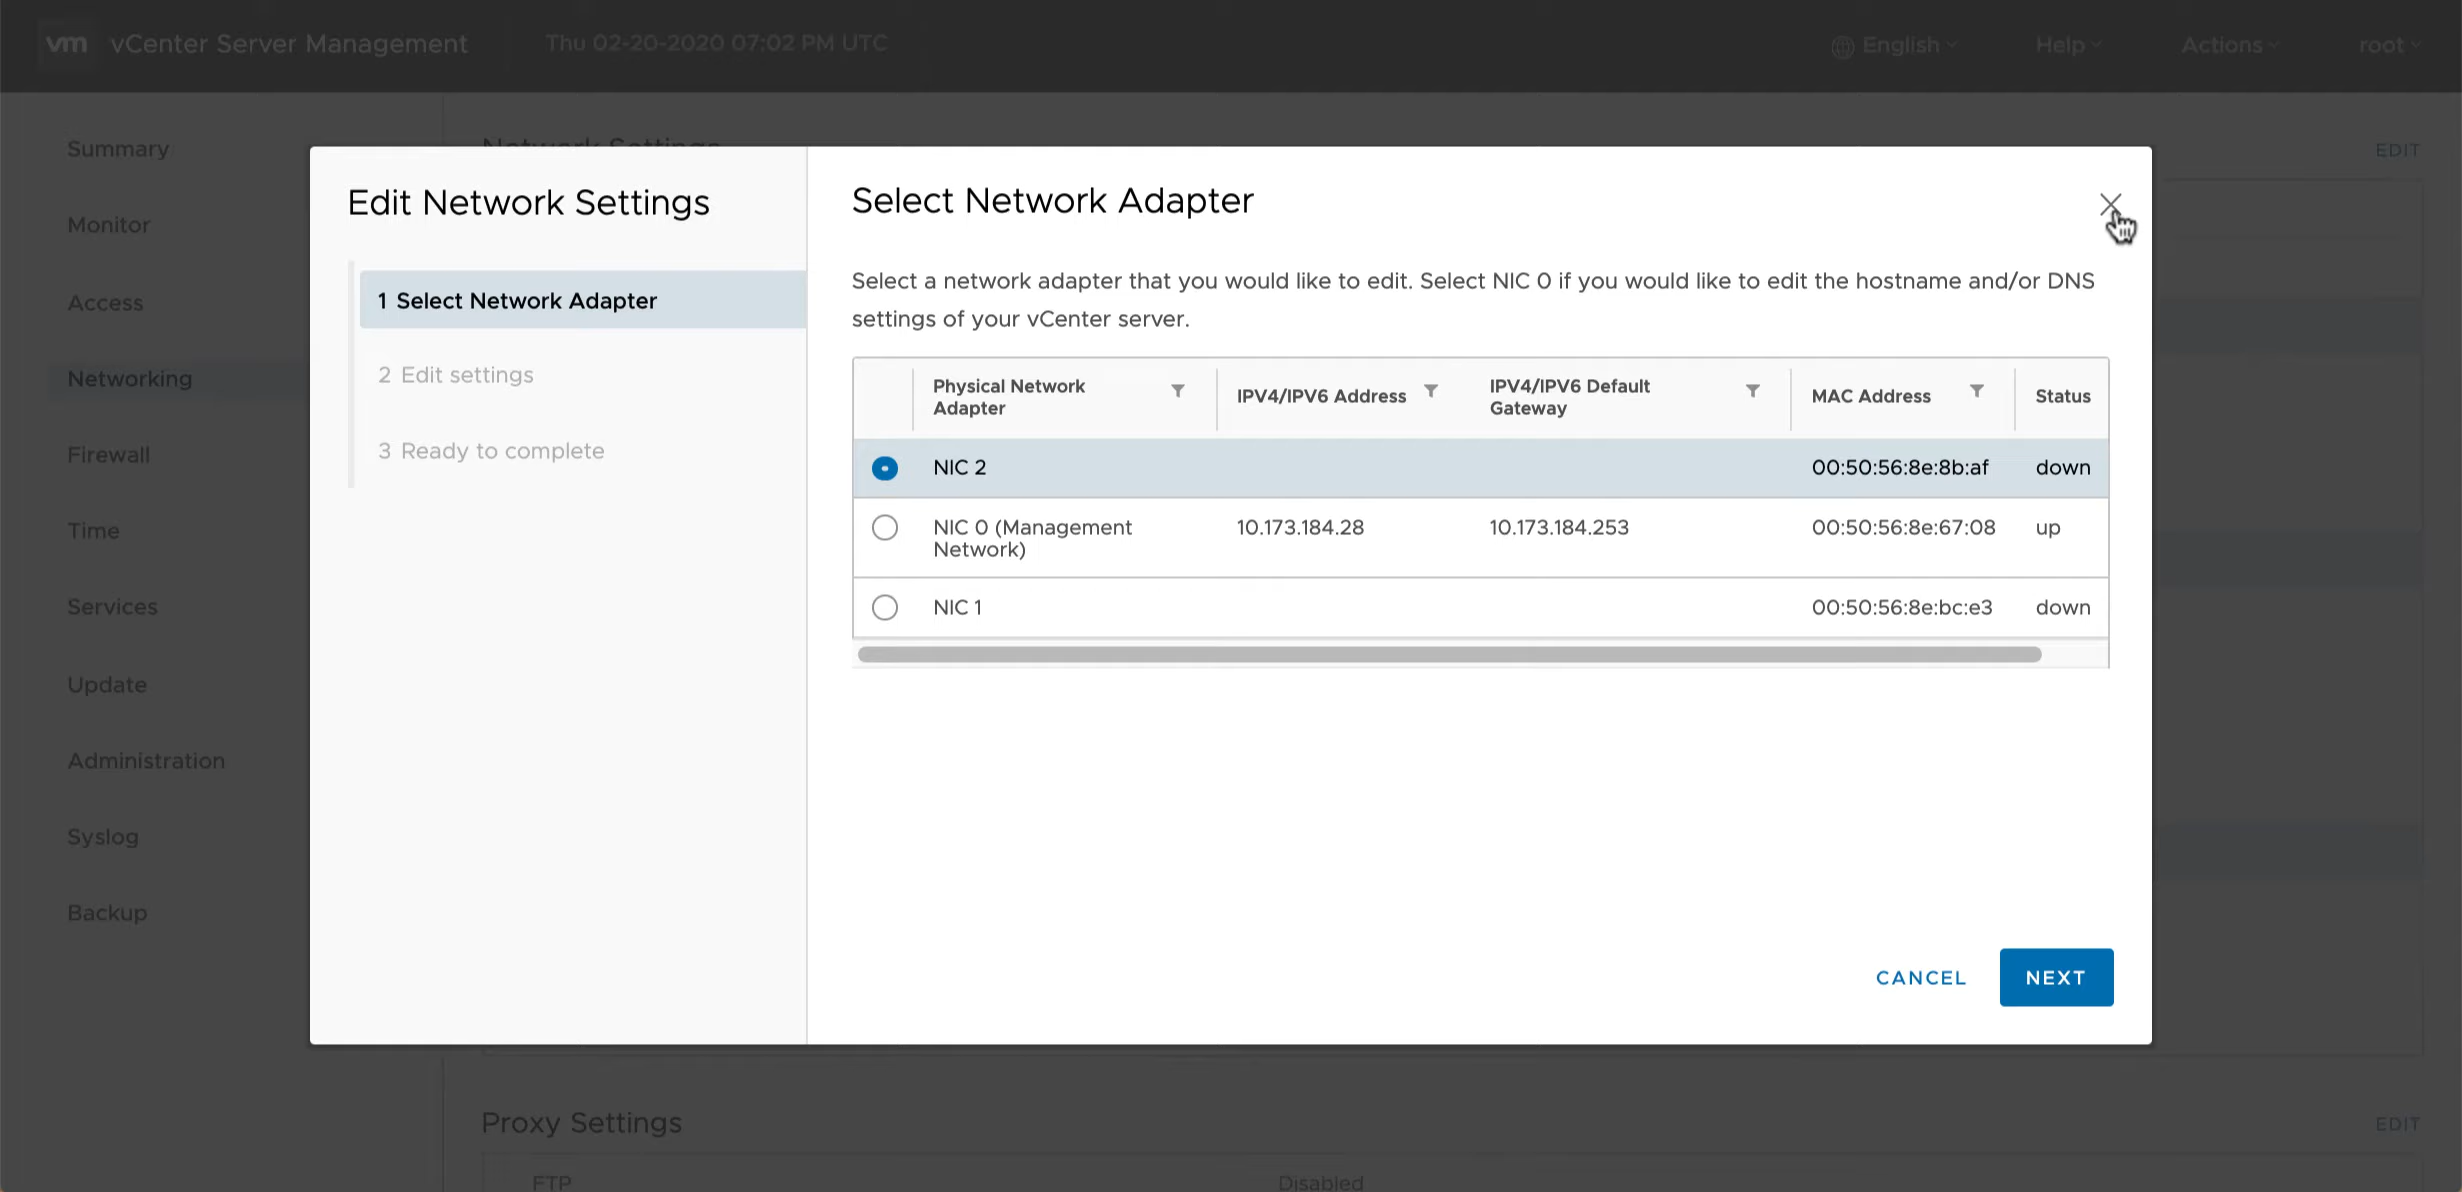 vm vCenter Server Management Thu 02-20-2020 07:02 PM UTC English Help Actions root
Summary
Monitor
Access
Networking
Firewall
Time
Services
Update
Administration
Syslog
Backup
Network Settings EDIT
Edit Network Settings
1 Select Network Adapter
2 Edit settings
3 Ready to complete
Select Network Adapter
Select a network adapter that you would like to edit. Select NIC 0 if you would like to edit the hostname and/or DNS
settings of your vCenter server.
Physical Network
Adapter
IPV4/IPV6 Address
IPV4/IPV6 Default
Gateway
MAC Address
Status
NIC 2 00:50:56:8e:8b:af down
NIC 0 (Management
Network)
10.173.184.28 10.173.184.253 00:50:56:8e:67:08 up
NIC 1 00:50:56:8e:bc:e3 down
CANCEL NEXT
Proxy Settings EDIT
FTP Disabled